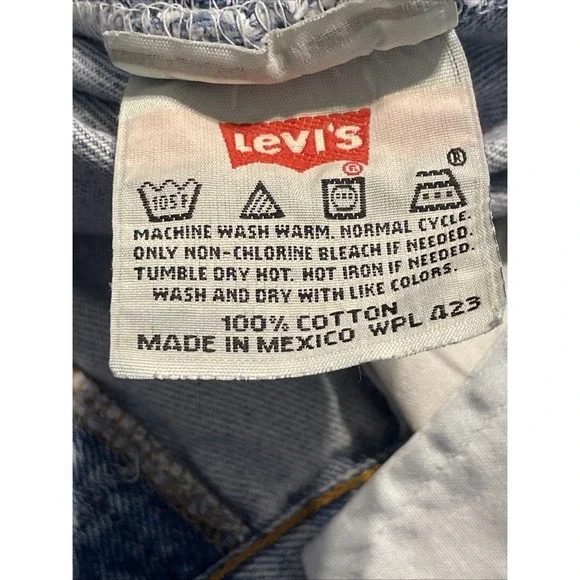 LEVI'S
®
®
105F
MACHINE WASH WARM. NORMAL CYCLE.
ONLY NON-CHLORINE BLEACH IF NEEDED.
TUMBLE DRY HOT. HOT IRON IF NEEDED.
WASH AND DRY WITH LIKE COLORS.
100% COTTON
MADE IN MEXICO WPL 423